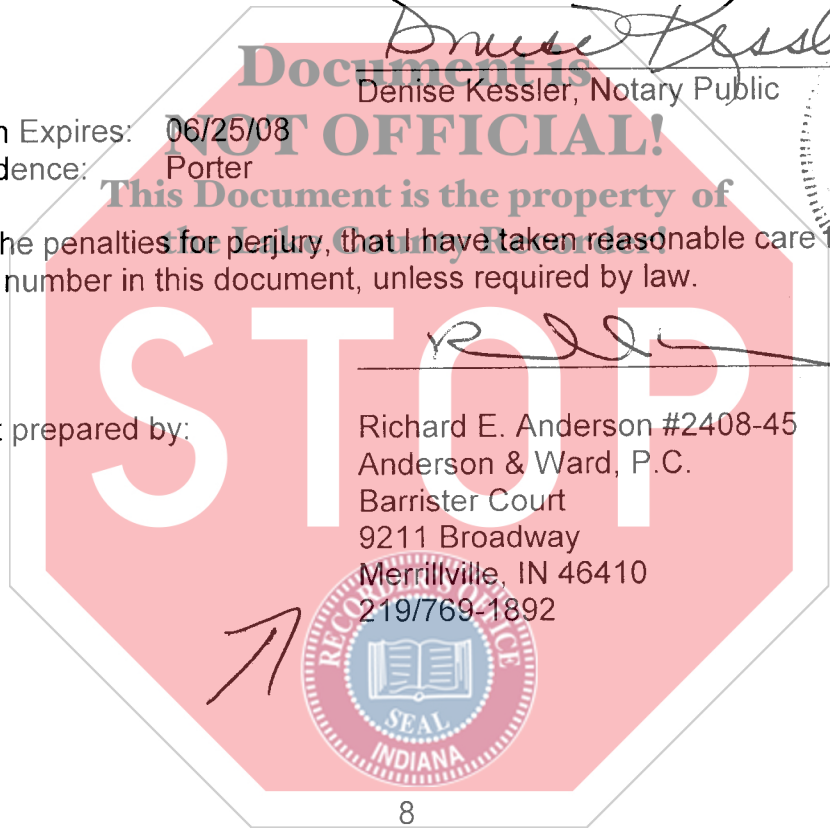 Denise Kessl
Document is
Denise Kessler, Notary Public
n Expires: 06/25/08
NOT OFFICIAL!
dence: Porter
This Document is the property of
he penalties for perjury, that I have taken reasonable care
the Lake County Recorder!
number in this document, unless required by law.
STOP
t prepared by: Richard E. Anderson #2408-45
Anderson & Ward, P.C.
Barrister Court
9211 Broadway
Merrillville, IN 46410
219/769-1892
RECORDER'S OFFICE
SEAL
INDIANA
8